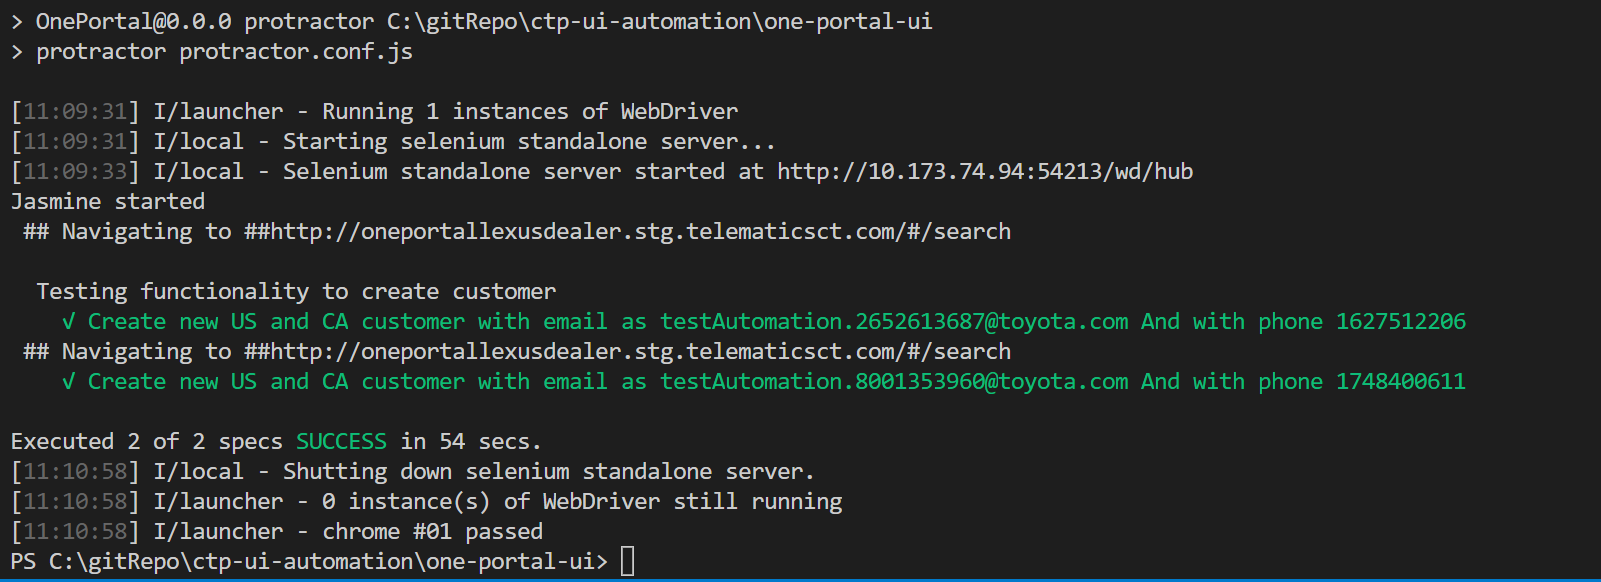 > OnePortal@0.0.0 protractor C:\gitRepo\ctp-ui-automation\one-portal-ui
> protractor protractor.conf.js
[11:09:31] I/launcher - Running 1 instances of WebDriver
[11:09:31] I/local - Starting selenium standalone server...
[11:09:33] I/local - Selenium standalone server started at http://10.173.74.94:54213/wd/hub
Jasmine started
## Navigating to ##http://oneportallexusdealer.stg.telematicsct.com/#/search
Testing functionality to create customer
√ Create new US and CA customer with email as testAutomation.2652613687@toyota.com And with phone 1627512206
## Navigating to ##http://oneportallexusdealer.stg.telematicsct.com/#/search
√ Create new US and CA customer with email as testAutomation.8001353960@toyota.com And with phone 1748400611
Executed 2 of 2 specs SUCCESS in 54 secs.
[11:10:58] I/local - Shutting down selenium standalone server.
[11:10:58] I/launcher - 0 instance(s) of WebDriver still running
[11:10:58] I/launcher - chrome #01 passed
PS C:\gitRepo\ctp-ui-automation\one-portal-ui>